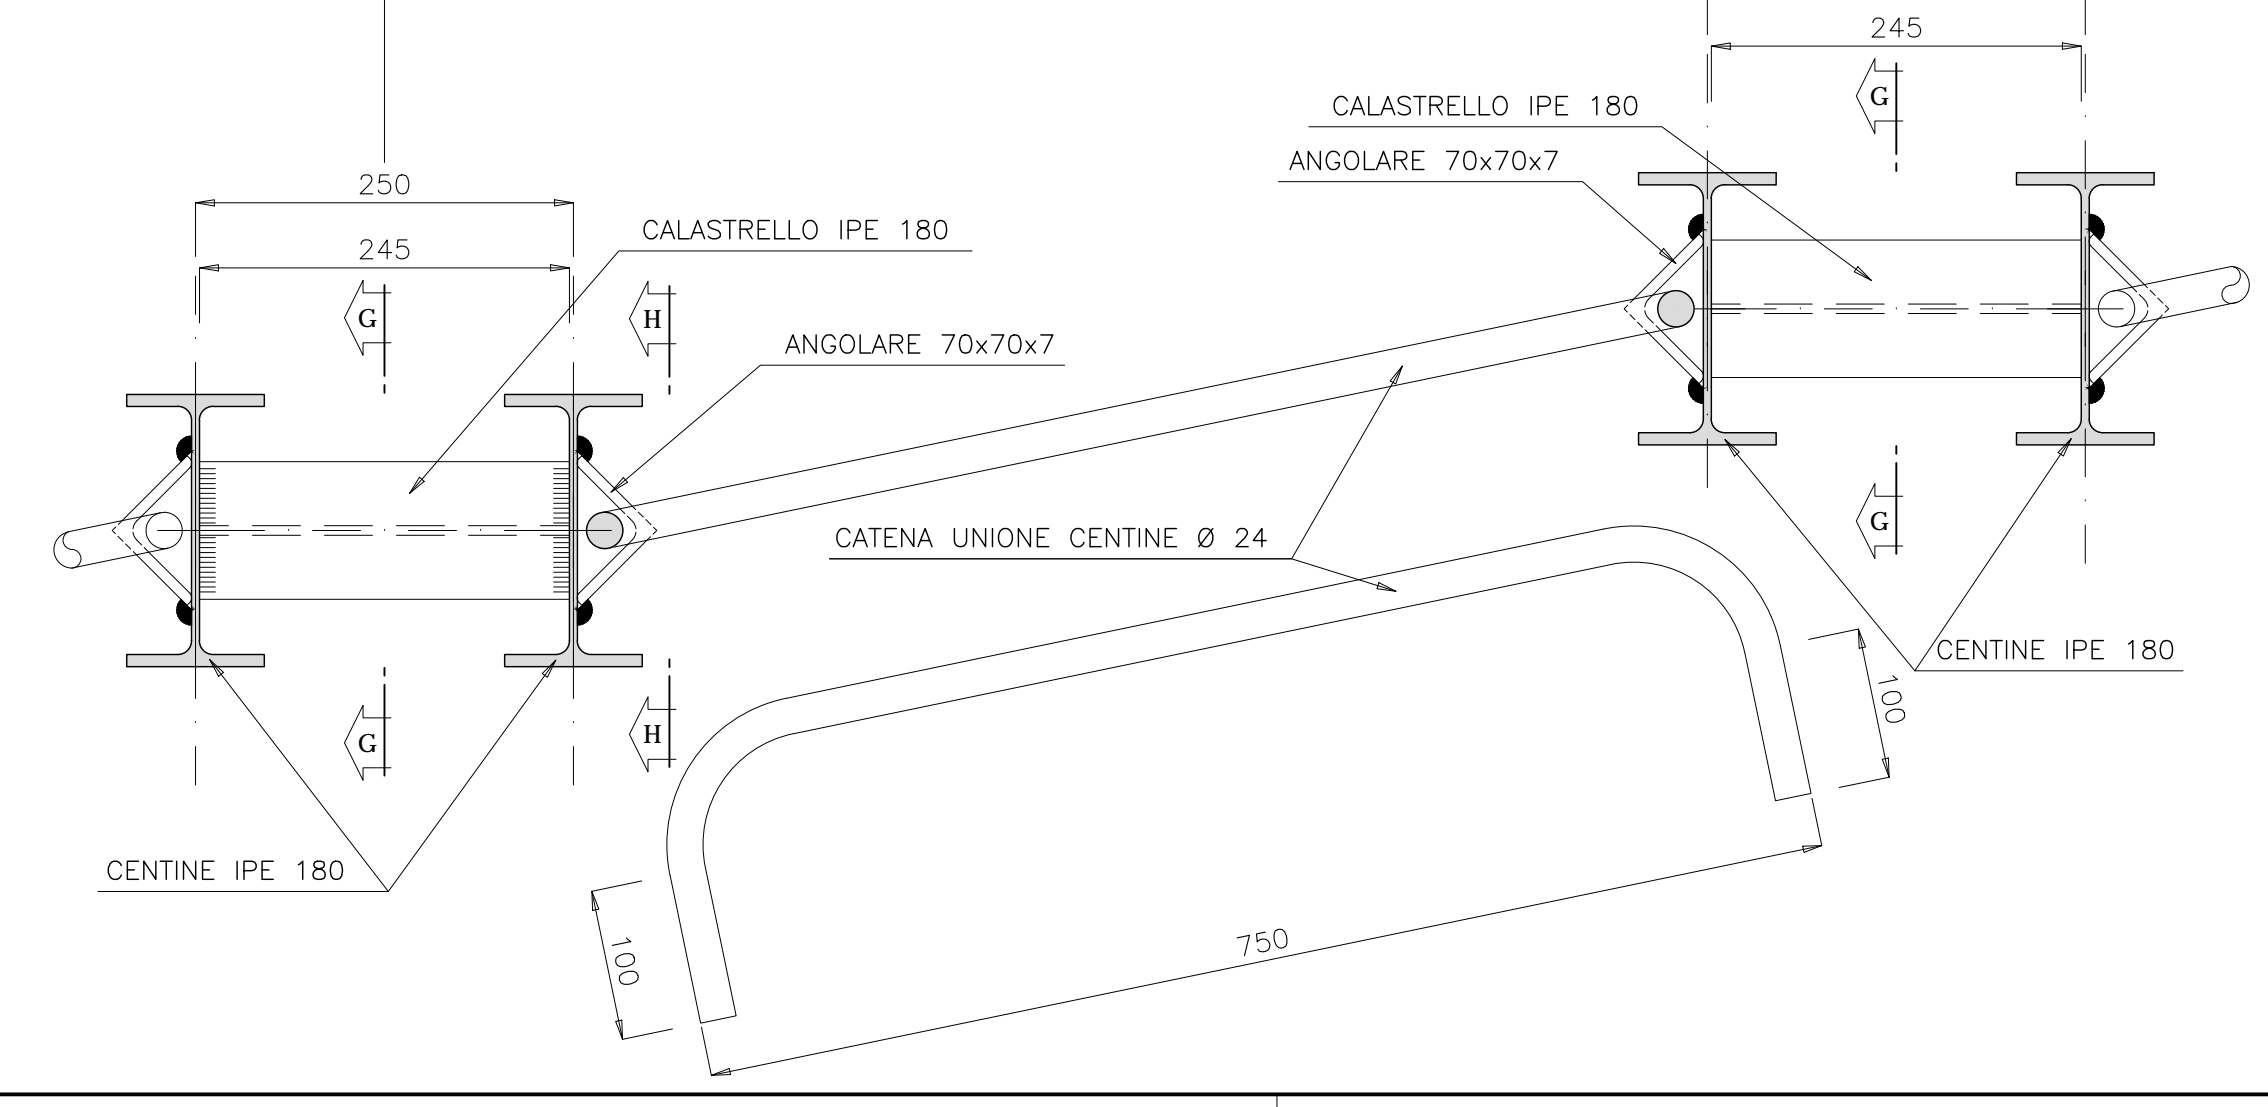 245
G
CALASTRELLO IPE 180
ANGOLARE 70x70x7
250
CALASTRELLO IPE 180
245
G
H
ANGOLARE 70x70x7
G
CATENA UNIONE CENTINE Ø 24
CENTINE IPE 180
100
G
H
CENTINE IPE 180
750
100